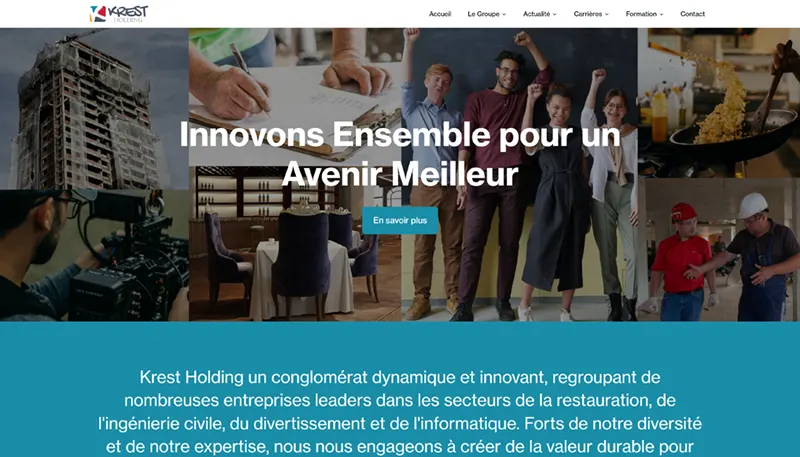 KREST
HOLDING
Accueil Le Groupe Actualité Carrières Formation Contact
Innovons Ensemble pour un
Avenir Meilleur
En savoir plus
Krest Holding un conglomérat dynamique et innovant, regroupant de
nombreuses entreprises leaders dans les secteurs de la restauration, de
l'ingénierie civile, du divertissement et de l'informatique. Forts de notre diversité
et de notre expertise, nous nous engageons à créer de la valeur durable pour